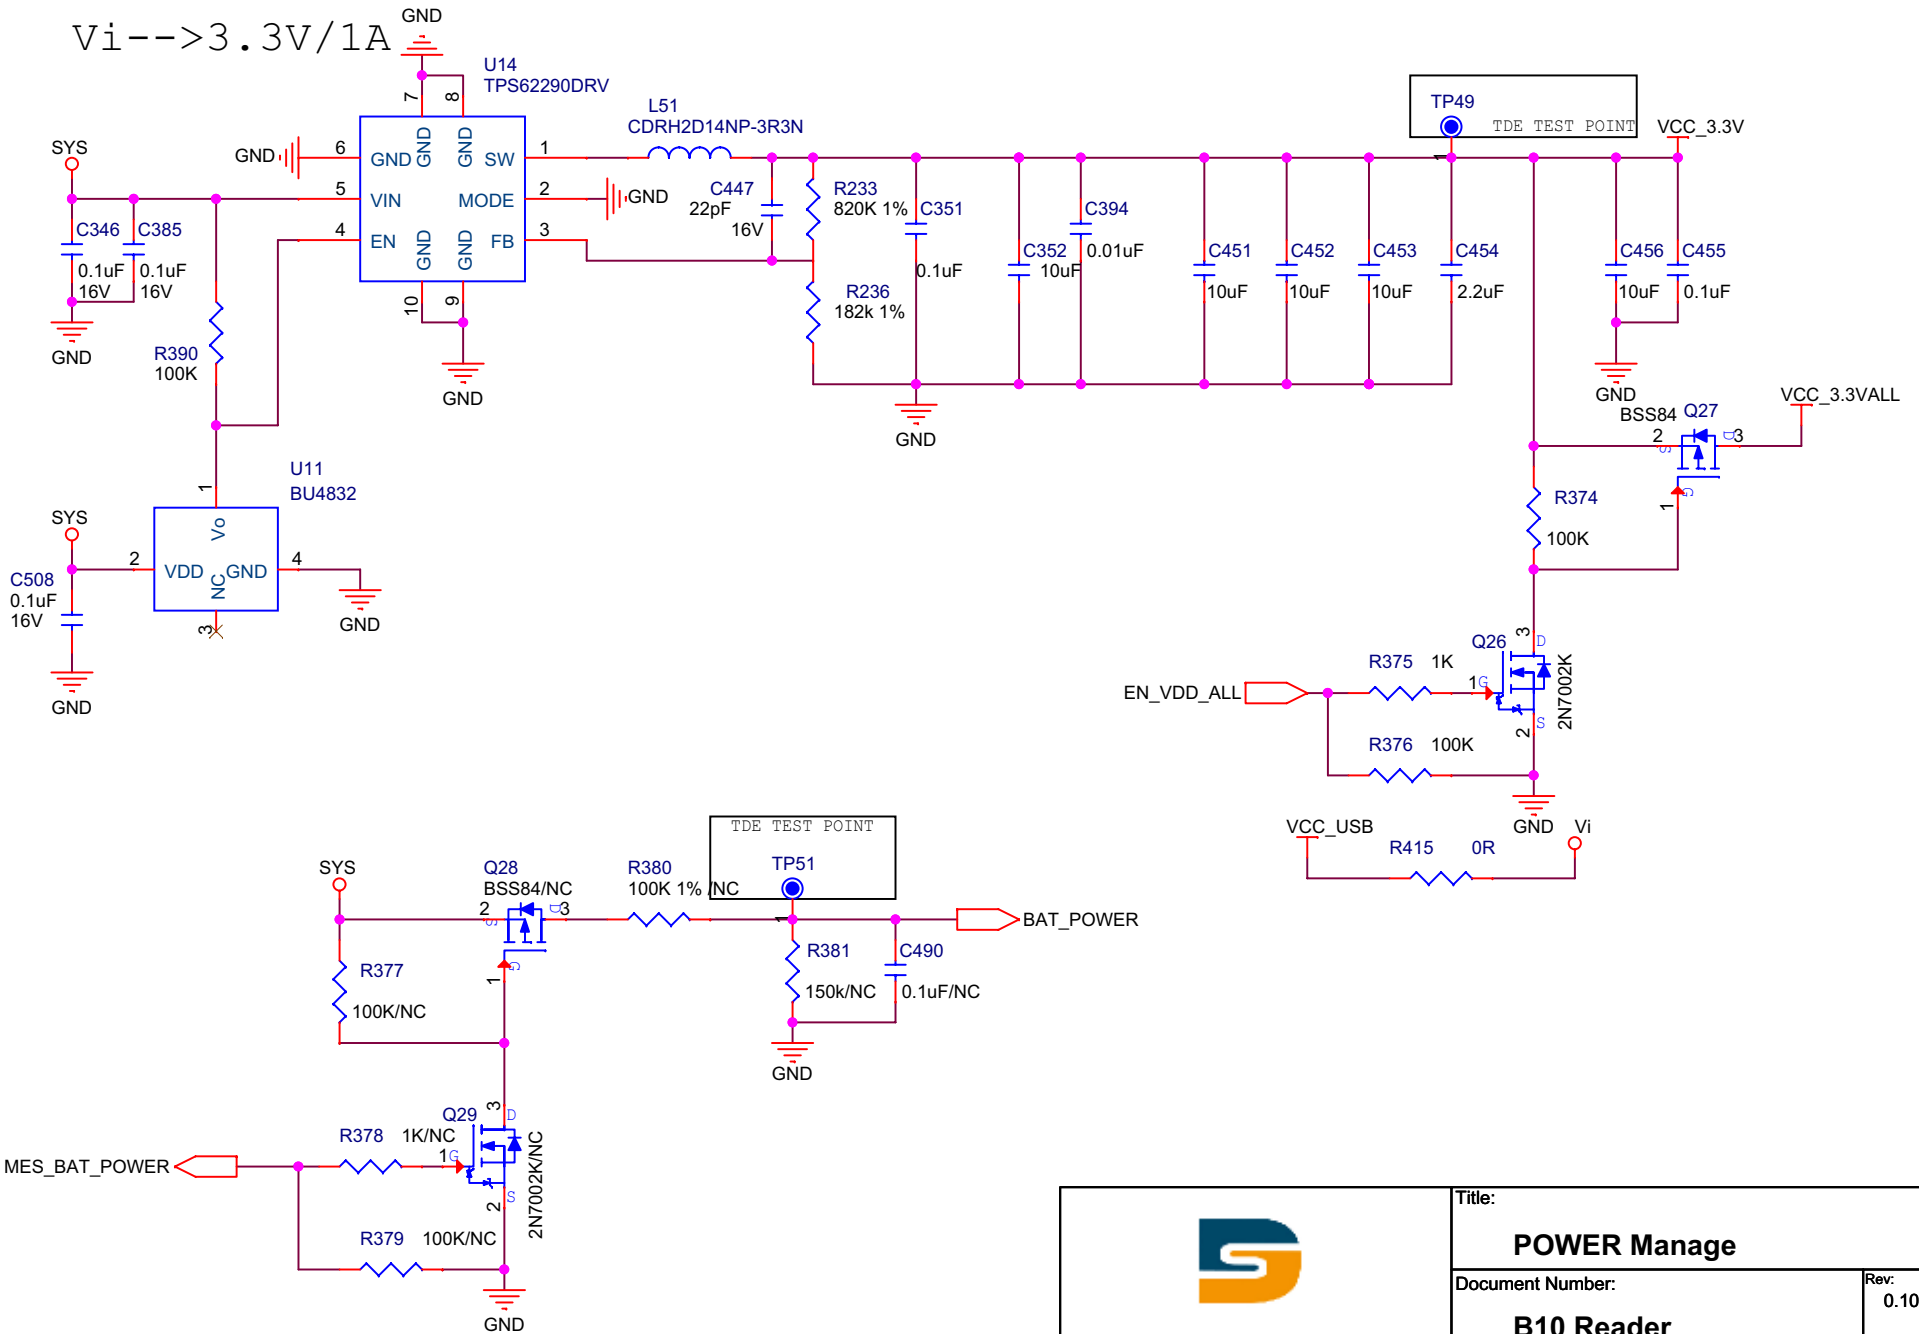 Vi-->3.3V/1A
GND
U14
TPS62290DRV
7
8
GND
GND
GND
6
GND
SW
1
5
VIN
MODE
2
GND
4
EN
FB
3
GND
GND
10
9
GND
SYS
C346
0.1uF
16V
C385
0.1uF
16V
GND
R390
100K
L51
CDRH2D14NP-3R3N
C447
22pF
16V
R233
820K 1%
R236
182k 1%
C351
0.1uF
C352
10uF
C394
0.01uF
C451
10uF
C452
10uF
C453
10uF
C454
2.2uF
GND
TP49
TDE TEST POINT
1
VCC_3.3V
C456
10uF
C455
0.1uF
GND
BSS84
Q27
2
S
D
3
G
1
VCC_3.3VALL
R374
100K
U11
BU4832
1
Vo
SYS
2
VDD
NC
GND
4
3
GND
C508
0.1uF
16V
GND
EN_VDD_ALL
R375
1K
R376
100K
Q26
3
D
1
G
S
2
2N7002K
GND
VCC_USB
R415
0R
Vi
TDE TEST POINT
TP51
1
SYS
Q28
BSS84/NC
2
S
D
3
G
1
R380
100K 1% /NC
BAT_POWER
R377
100K/NC
R381
150k/NC
C490
0.1uF/NC
GND
MES_BAT_POWER
R378
1K/NC
R379
100K/NC
Q29
3
D
1
G
S
2
2N7002K/NC
GND
Title:
POWER Manage
Document Number:
B10 Reader
Rev:
0.10